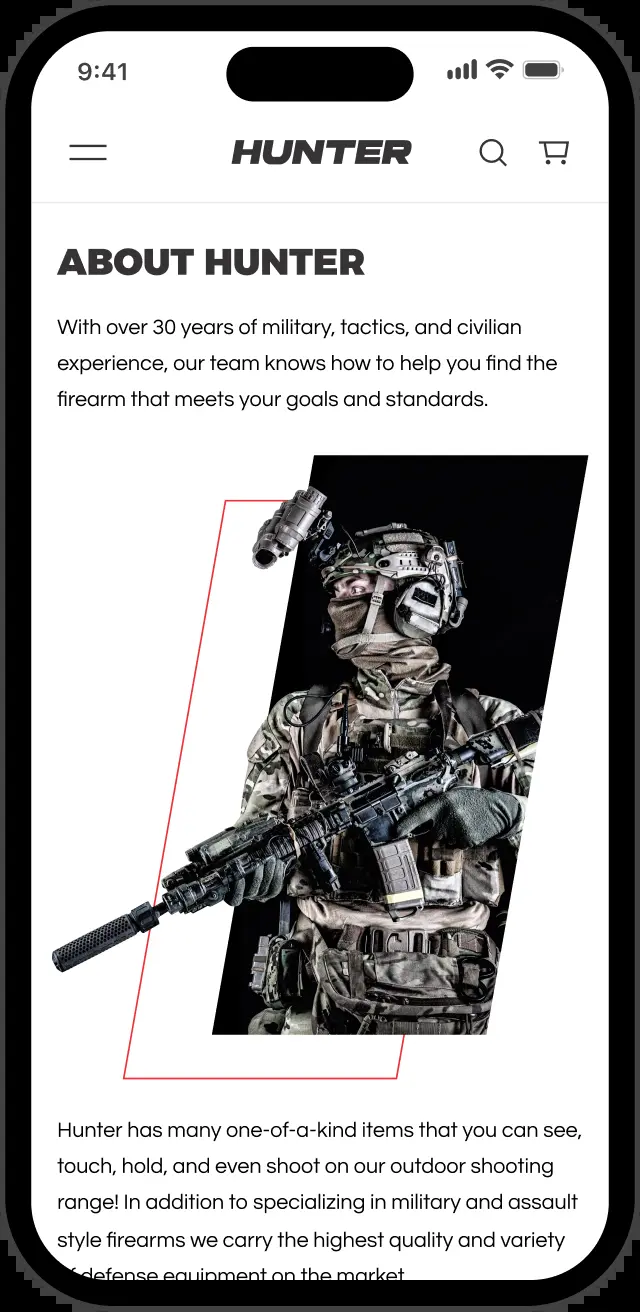 9:41
HUNTER
ABOUT HUNTER
With over 30 years of military, tactics, and civilian
experience, our team knows how to help you find the
firearm that meets your goals and standards.
Hunter has many one-of-a-kind items that you can see,
touch, hold, and even shoot on our outdoor shooting
range! In addition to specializing in military and assault
style firearms we carry the highest quality and variety
of defense equipment on the market